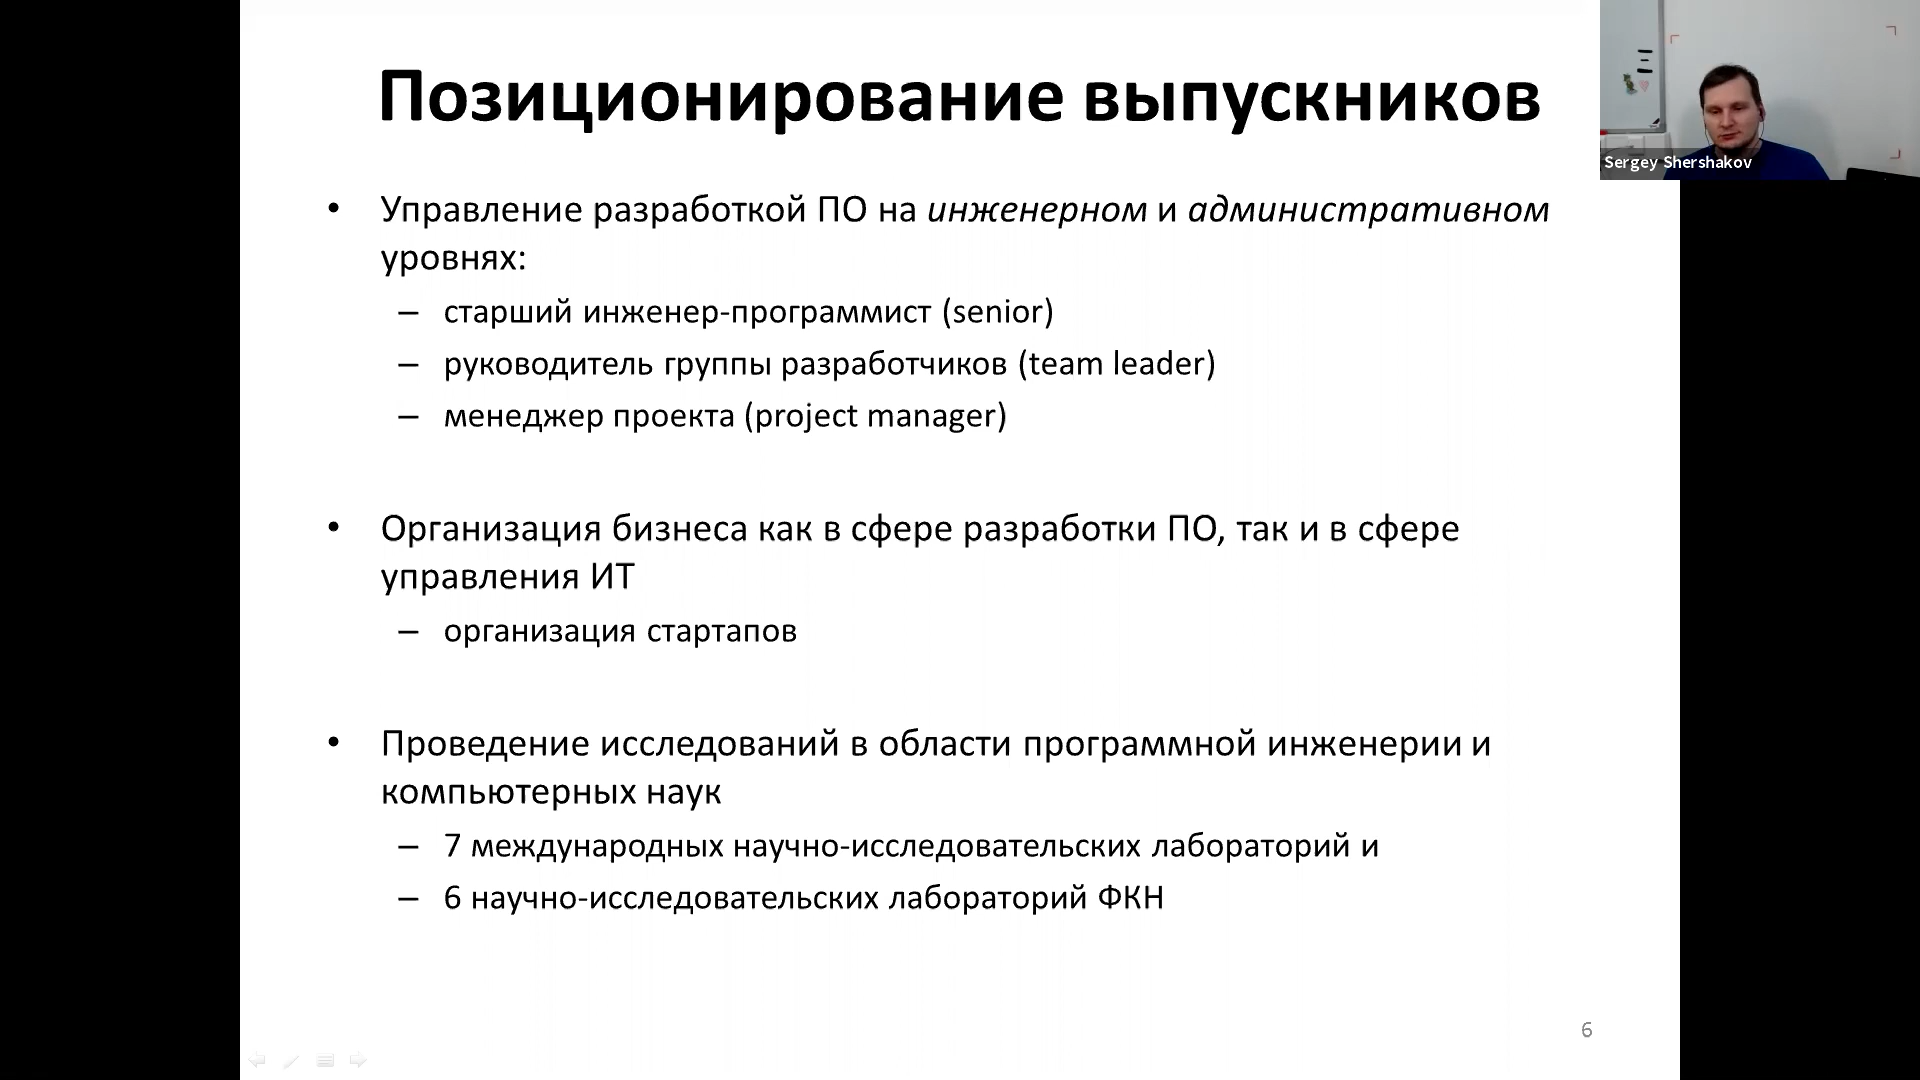 Позиционирование выпускников
Sergey Shershakov
• Управление разработкой ПО на инженерном и административном
уровнях:
– старший инженер-программист (senior)
– руководитель группы разработчиков (team leader)
– менеджер проекта (project manager)
• Организация бизнеса как в сфере разработки ПО, так и в сфере
управления ИТ
– организация стартапов
• Проведение исследований в области программной инженерии и
компьютерных наук
– 7 международных научно-исследовательских лабораторий и
– 6 научно-исследовательских лабораторий ФКН
6